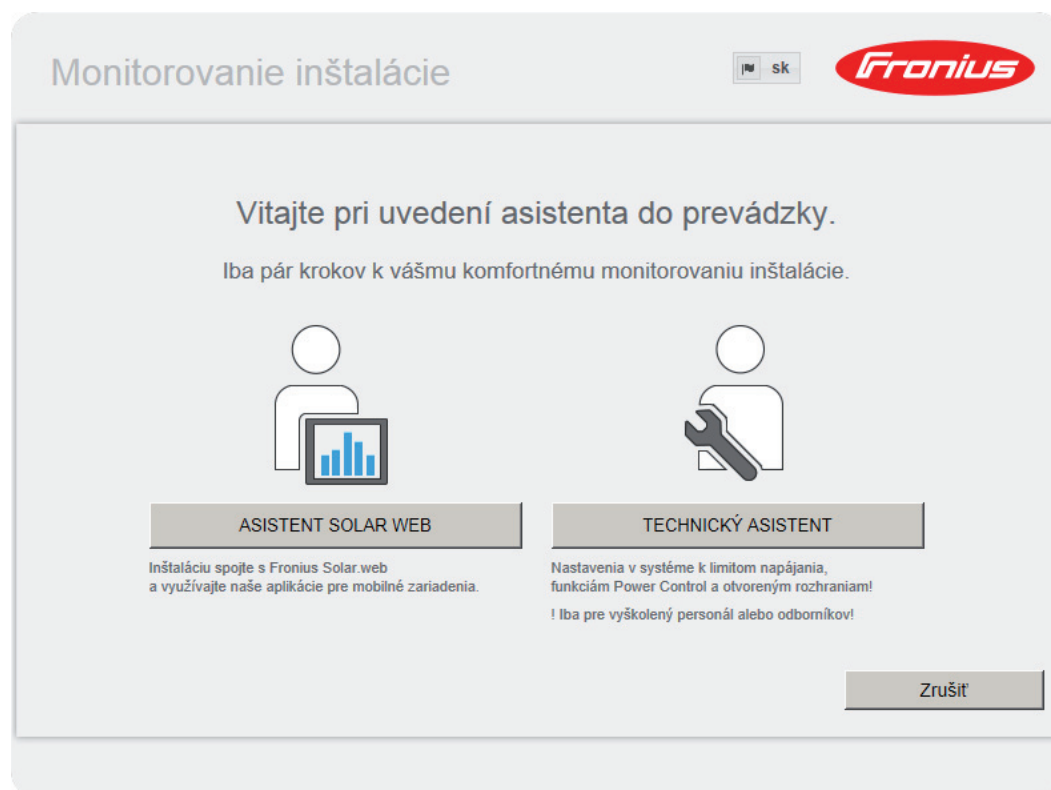 Monitorovanie inštalácie
sk
Fronius
Vitajte pri uvedení asistenta do prevádzky.
Iba pár krokov k vášmu komfortnému monitorovaniu inštalácie.
ASISTENT SOLAR WEB
Inštaláciu spojte s Fronius Solar.web
a využívajte naše aplikácie pre mobilné zariadenia.
TECHNICKÝ ASISTENT
Nastavenia v systéme k limitom napájania,
funkciám Power Control a otvoreným rozhraniam!
! Iba pre vyškolený personál alebo odborníkov!
Zrušiť